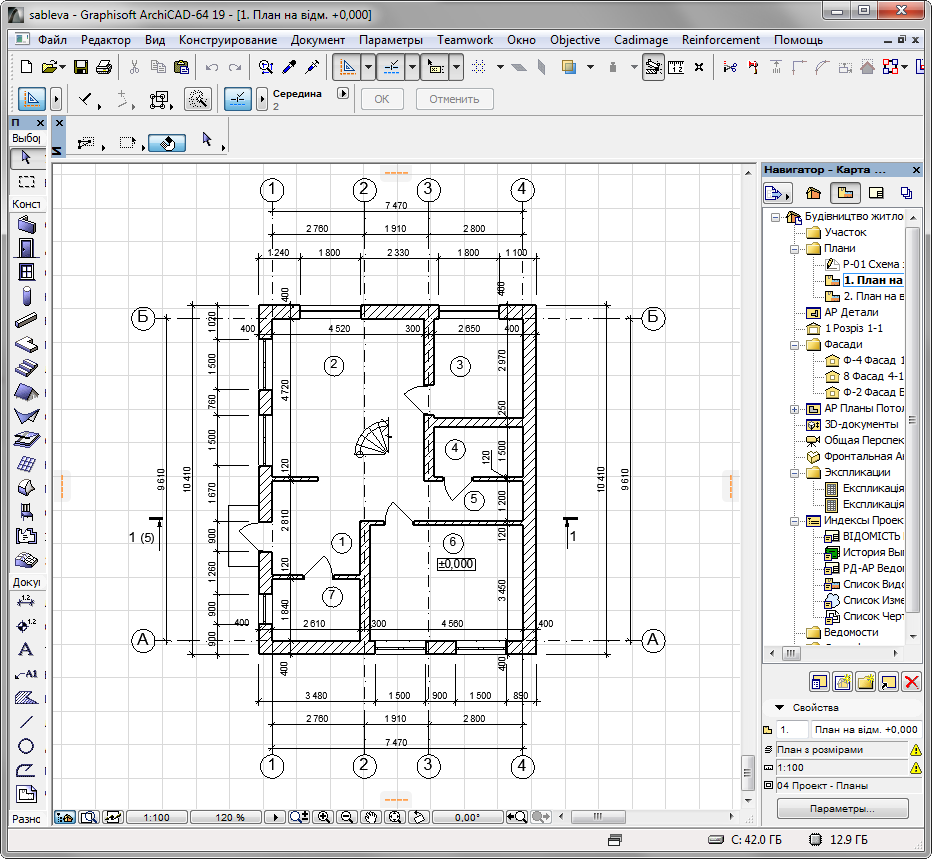 sableva - Graphisoft ArchiCAD-64 19 - [1. План на відм. +0,000]
Файл Редактор Вид Конструирование Документ Параметры Teamwork Окно Objective Cadimage Reinforcement Помощь
Середина
2
ОК Отменить
П
Выбор
Конст
Доку
Разно
1 2 3 4
7 470
2 760 1 910 2 800
1 240 1 800 2 330 1 800 1 100
400 400
Б Б
400 4 520 300 2 650 400
1 020
1 500
760
1 500
1 670
900
1 260
900
900
10 410
9 610
4 720
120
2 810
120
1 840
400
2 970
250
1 500
120
1 200
120
3 450
400
10 410
9 610
2 3
4
5
1 6
±0,000
7
1 (5) 1
400 2 610 300 4 560 400
А А
3 480 1 500 900 1 500 850
2 760 1 910 2 800
7 470
1 2 3 4
1:100 120 % 0,00°
Навигатор - Карта ...
Будівництво житло
Участок
Плани
Р-01 Схема
1. План на
2. План на в
АР Детали
1 Розріз 1-1
Фасади
Ф-4 Фасад 1
8 Фасад 4-1
Ф-2 Фасад Е
АР Планы Пото
3D-документы
Общая Перспек
Фронтальная А
Экспликации
Експликація
Експликація
Индексы Проек
ВІДОМІСТЬ
История Вы
РД-АР Ведо
Список Видо
Список Изме
Список Черт
Ведомости
Свойства
1. План на відм. +0,000
План з розмірами
1:100
04 Проект - Планы
Параметры...
C: 42.0 ГБ 12.9 ГБ